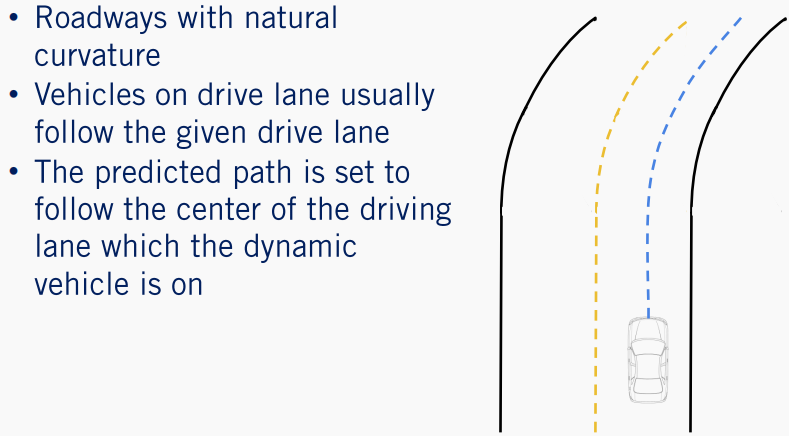 • Roadways with natural
curvature
• Vehicles on drive lane usually
follow the given drive lane
• The predicted path is set to
follow the center of the driving
lane which the dynamic
vehicle is on